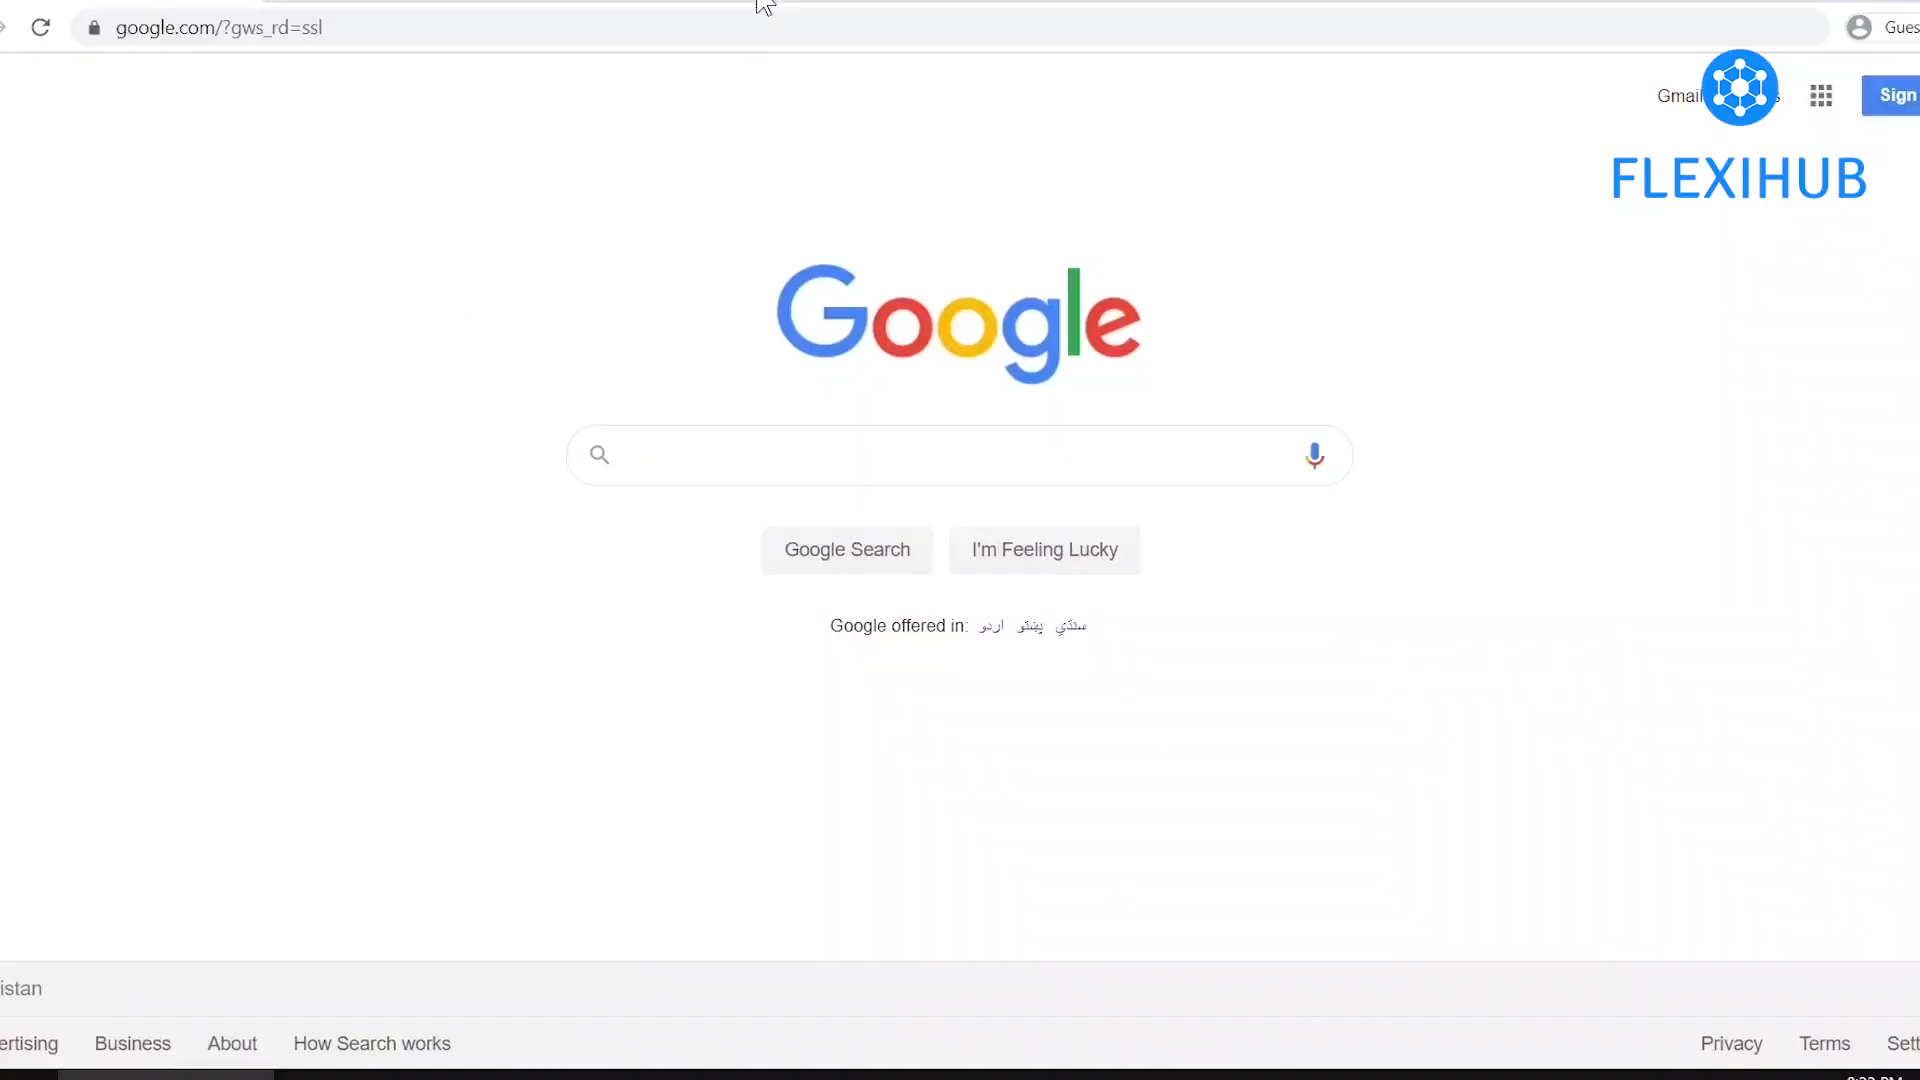 google.com/?gws_rd=ssl
Gues
Gmail
s
Sign
FLEXIHUB
Google
Google Search
I'm Feeling Lucky
Google offered in: اردو پښتو سنڌي
istan
ertising Business About How Search works
Privacy Terms Sett